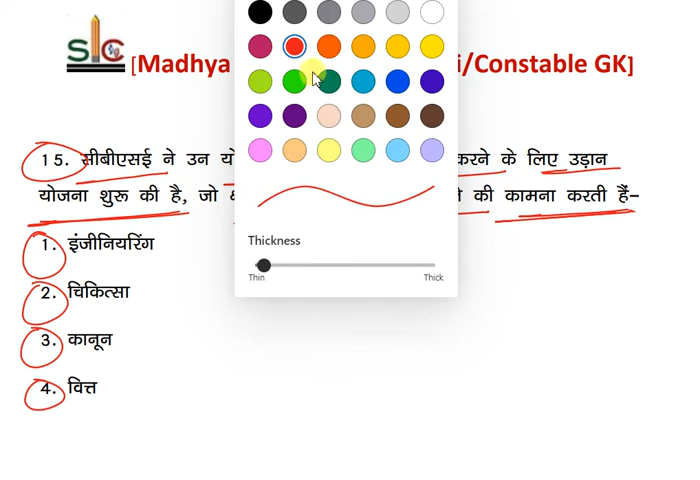 SIC
[Madhya i/Constable GK]
15. सीबीएसई ने उन करने के लिए उड़ान
योजना शुरू की है, जो की कामना करती हैं-
1. इंजीनियरिंग
2. चिकित्सा
3. कानून
4. वित्त
Thickness
Thin Thick